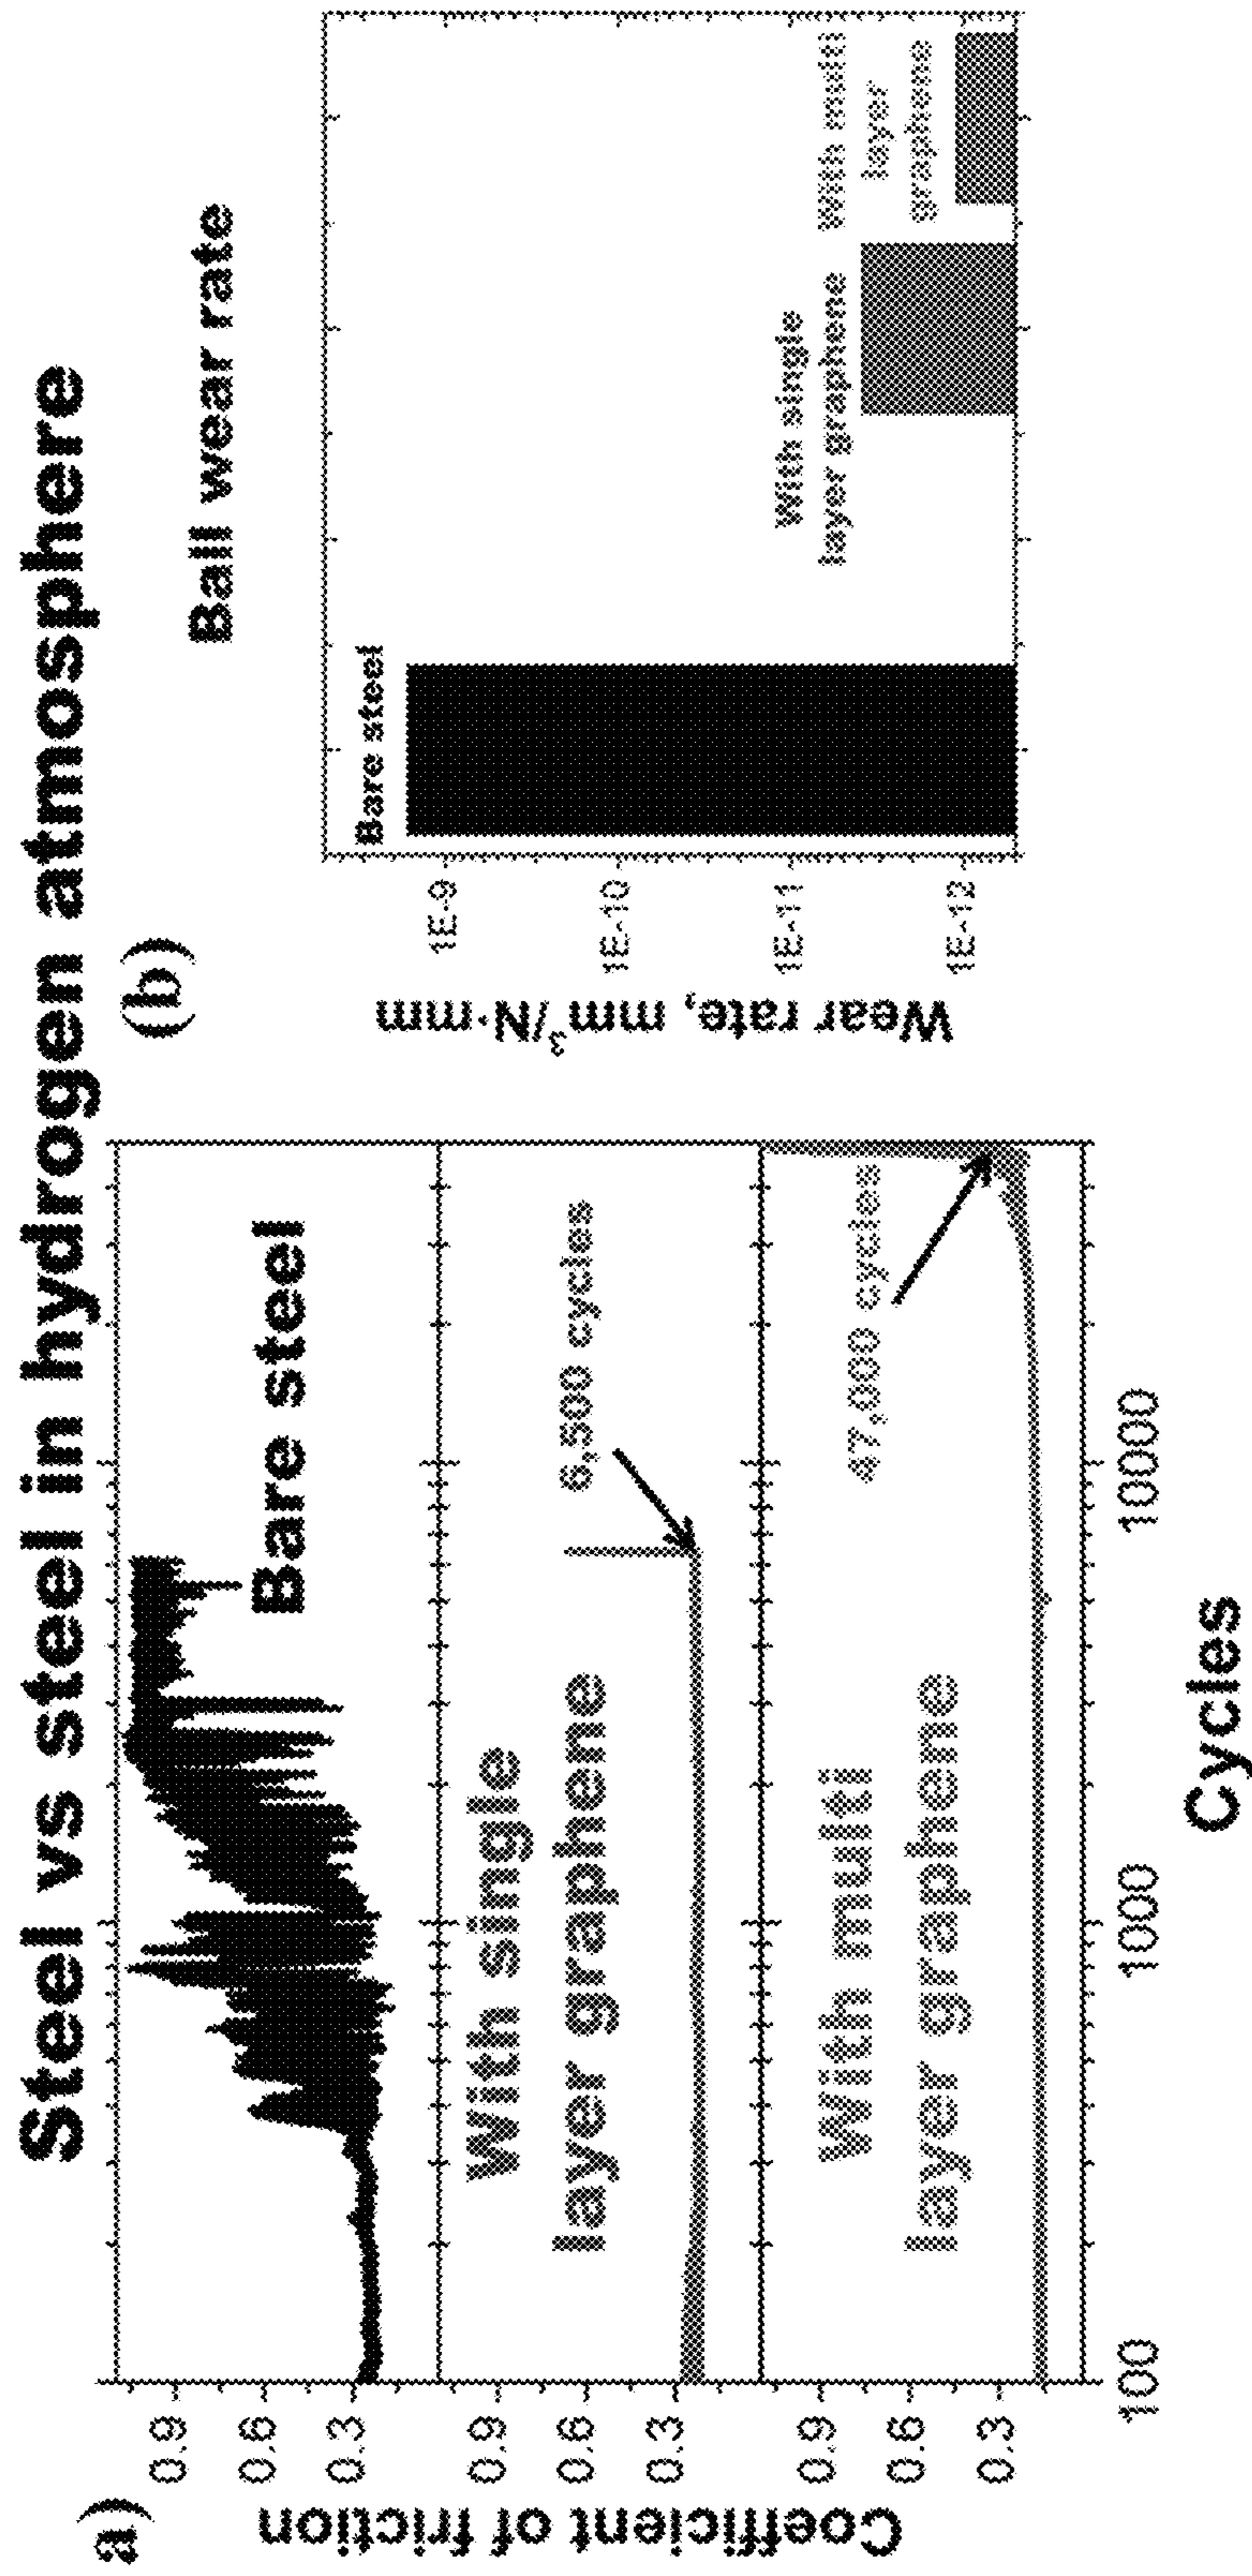 Steel vs steel in hydrogen atmosphere
a)
Coefficient of friction
0.9
0.6
0.3
Bare steel
0.9
0.6
0.3
With single
layer graphene
6,500 cycles
0.9
0.6
0.3
With multi
layer graphene
47,000 cycles
100
1000
10000
Cycles
(b)
Ball wear rate
Wear rate, mm³/N·mm
1E-9
1E-10
1E-11
1E-12
Bare steel
With single
layer graphene
With multi
layer
graphene